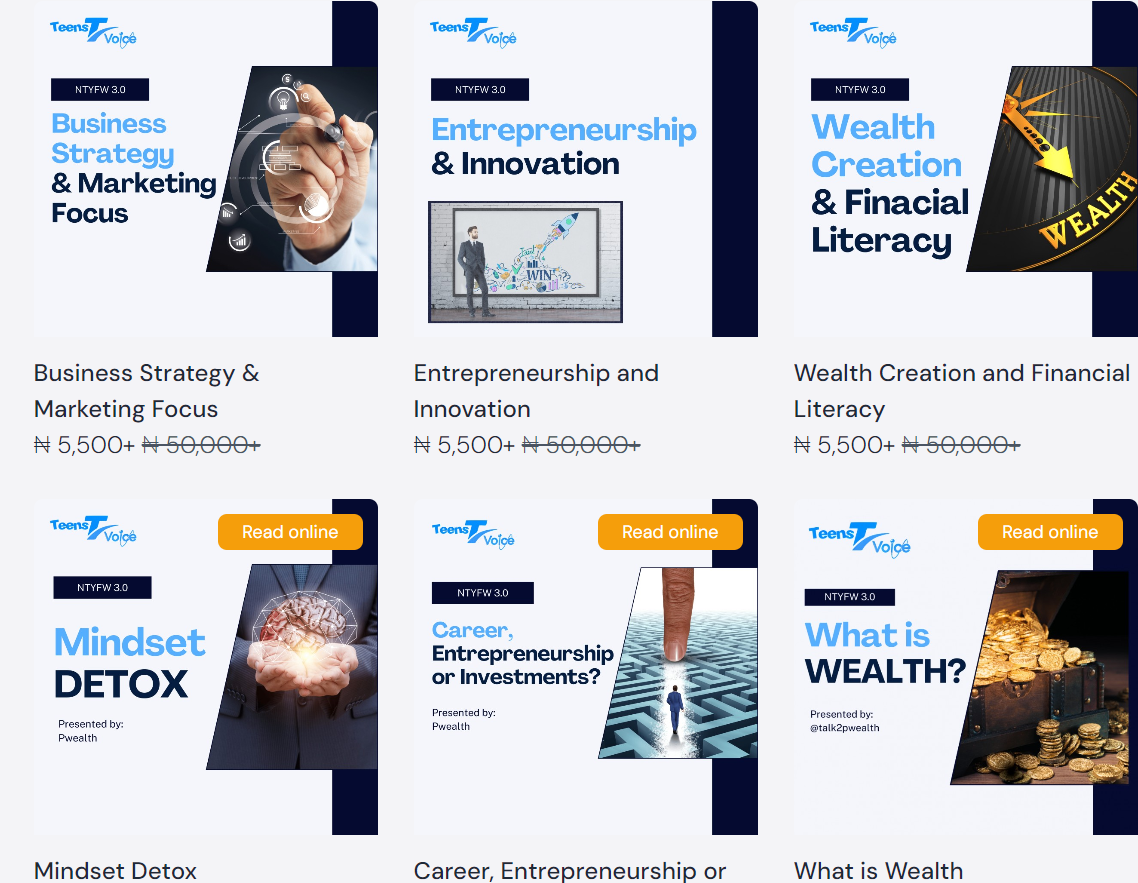 Teens T Voice
NTYFW 3.0
Business
Strategy
& Marketing
Focus
Business Strategy &
Marketing Focus
₦ 5,500+ ₦ 50,000+
Teens T Voice
NTYFW 3.0
Entrepreneurship
& Innovation
WIN
Entrepreneurship and
Innovation
₦ 5,500+ ₦ 50,000+
Teens T Voice
NTYFW 3.0
Wealth
Creation
& Finacial
Literacy
WEALTH
Wealth Creation and Financial
Literacy
₦ 5,500+ ₦ 50,000+
Teens T Voice
Read online
NTYFW 3.0
Mindset
DETOX
Presented by:
Pwealth
Mindset Detox
Teens T Voice
Read online
NTYFW 3.0
Career,
Entrepreneurship
or Investments?
Presented by:
Pwealth
Career, Entrepreneurship or
Teens T Voice
Read online
NTYFW 3.0
What is
WEALTH?
Presented by:
@talk2pwealth
What is Wealth